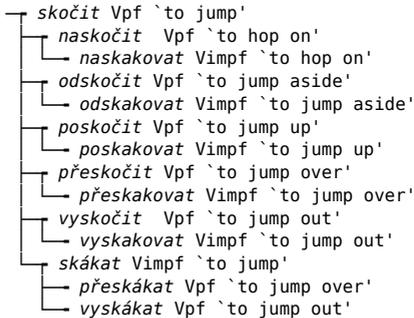 skočit Vpf `to jump'
naskočit Vpf `to hop on'
naskakovat Vimpf `to hop on'
odskočit Vpf `to jump aside'
odskakovat Vimpf `to jump aside'
poskočit Vpf `to jump up'
poskakovat Vimpf `to jump up'
přeskočit Vpf `to jump over'
přeskakovat Vimpf `to jump over'
vyskočit Vpf `to jump out'
vyskakovat Vimpf `to jump out'
skákat Vimpf `to jump'
přeskákat Vpf `to jump over'
vyskákat Vpf `to jump out'